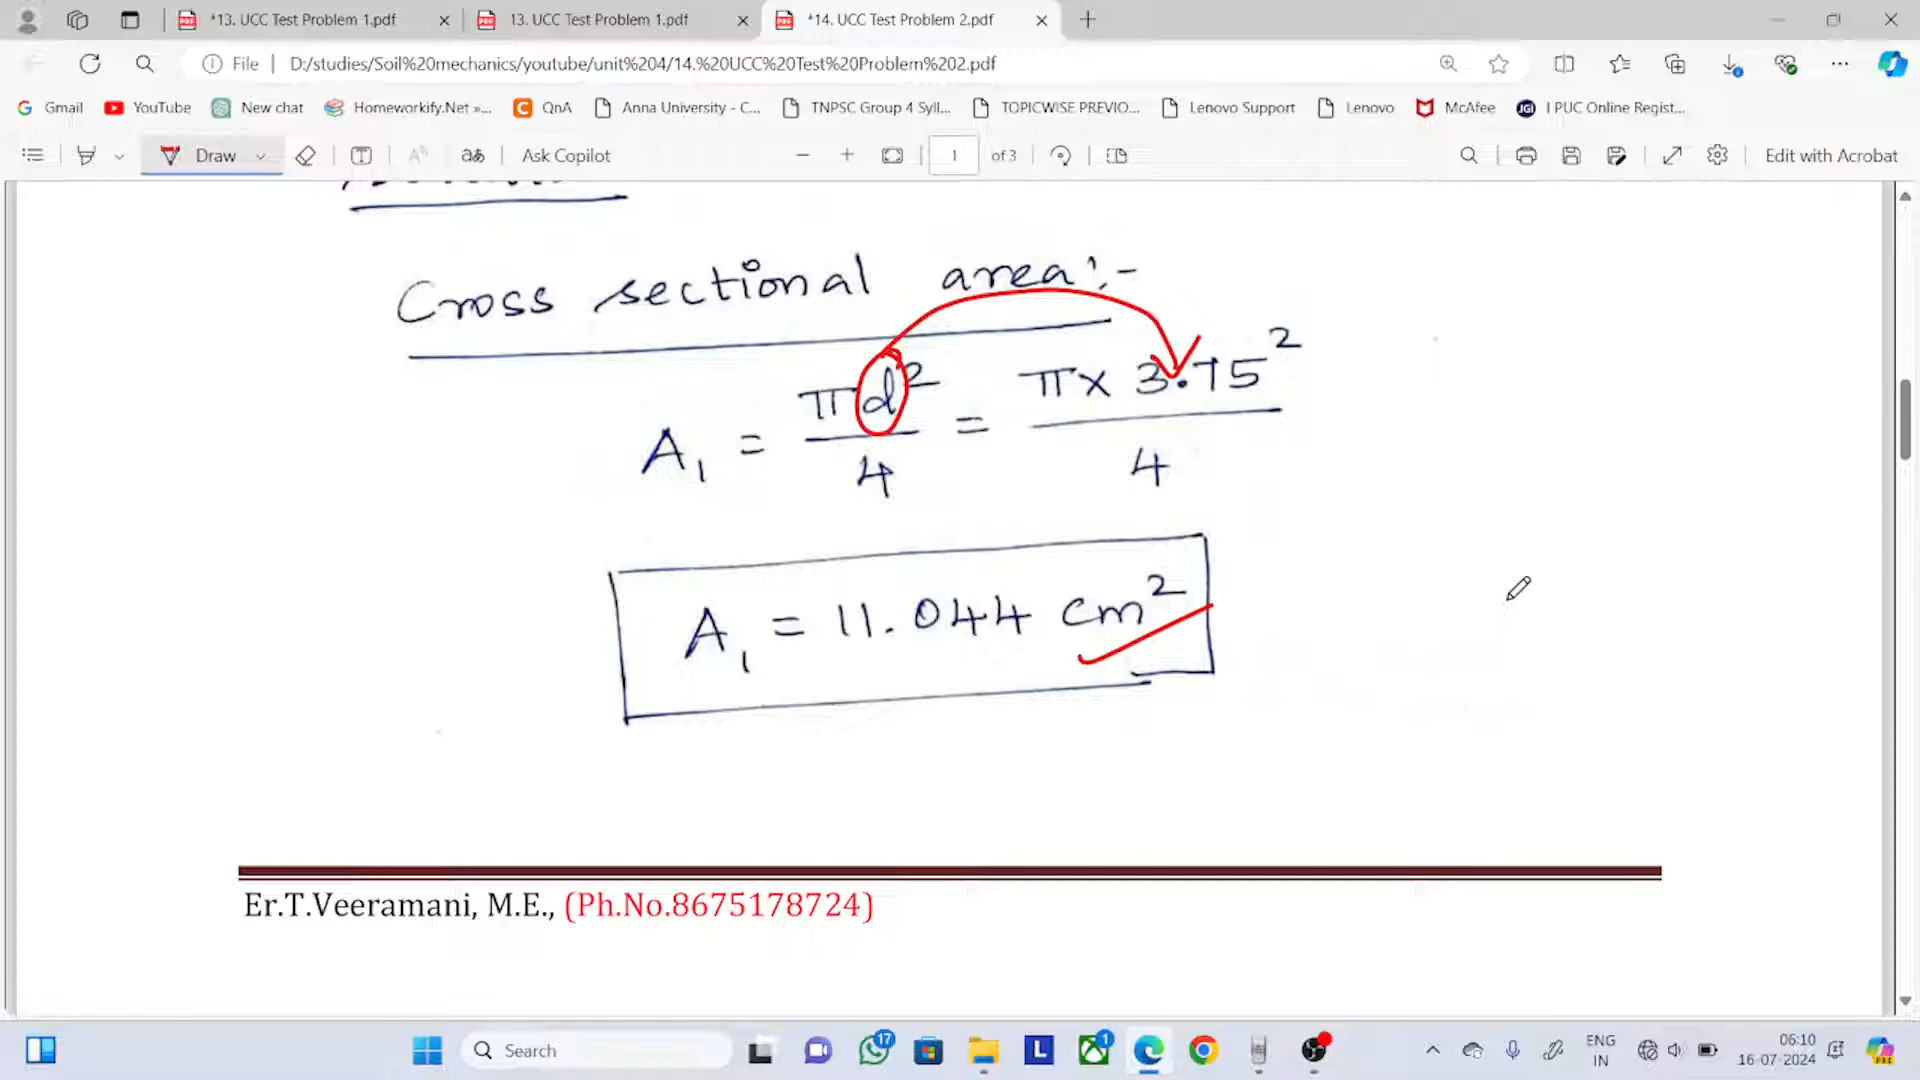 *13. UCC Test Problem 1.pdf
13. UCC Test Problem 1.pdf
*14. UCC Test Problem 2.pdf
File
D:/studies/Soil%20mechanics/youtube/unit%204/14.%20UCC%20Test%20Problem%202.pdf
Gmail
YouTube
New chat
Homeworkify.Net »...
QnA
Anna University - C...
TNPSC Group 4 Syll...
TOPICWISE PREVIO...
Lenovo Support
Lenovo
McAfee
I PUC Online Regist...
Draw
Ask Copilot
1 of 3
Edit with Acrobat
Cross sectional area:-
A₁ = πd²/4 = π x 3.75²/4
A₁ = 11.044 cm²
Er.T.Veeramani, M.E., (Ph.No.8675178724)
Search
17
1
ENG
IN
06:10
16-07-2024